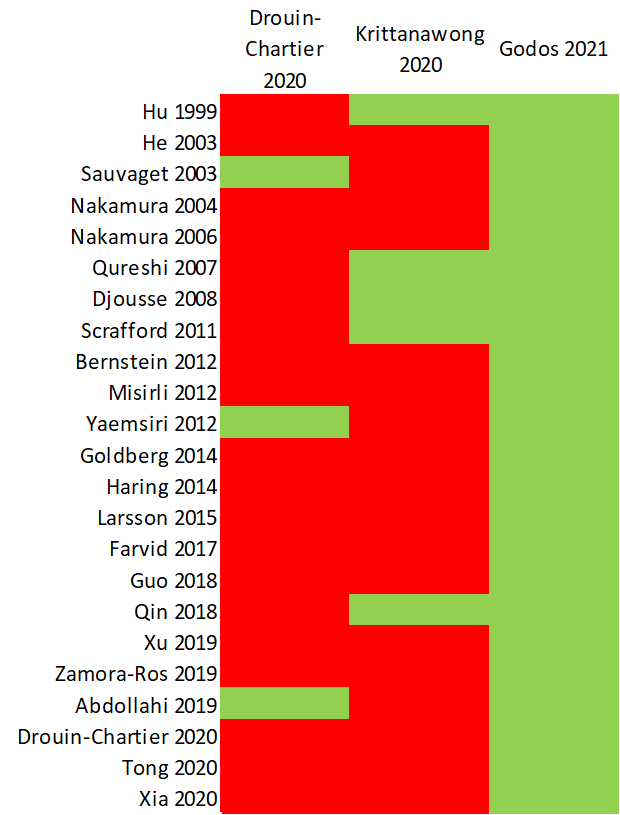 Drouin-
Chartier
2020
Krittanawong
2020
Godos 2021
Hu 1999
He 2003
Sauvaget 2003
Nakamura 2004
Nakamura 2006
Qureshi 2007
Djousse 2008
Scrafford 2011
Bernstein 2012
Misirli 2012
Yaemsiri 2012
Goldberg 2014
Haring 2014
Larsson 2015
Farvid 2017
Guo 2018
Qin 2018
Xu 2019
Zamora-Ros 2019
Abdollahi 2019
Drouin-Chartier 2020
Tong 2020
Xia 2020